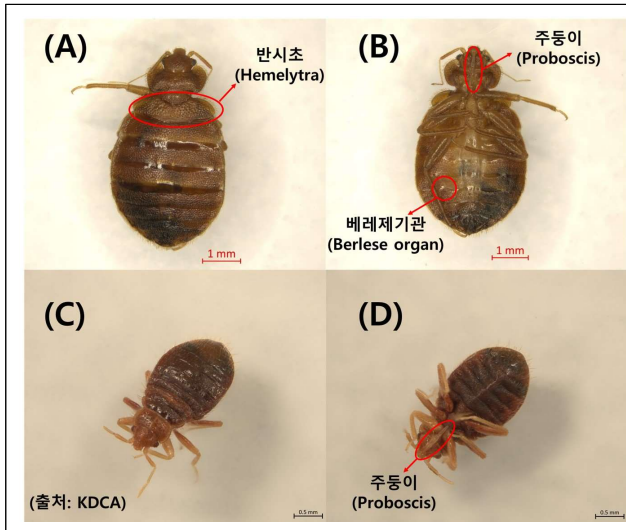 (A)
반시초
(Hemelytra)
1 mm
(B)
주둥이
(Proboscis)
베레제기관
(Berlese organ)
1 mm
(C)
(출처: KDCA)
0.5 mm
(D)
주둥이
(Proboscis)
0.5 mm